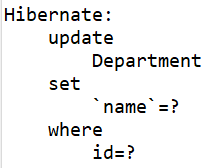 Hibernate:
    update
        Department
    set
        `name`=?
    where
        id=?